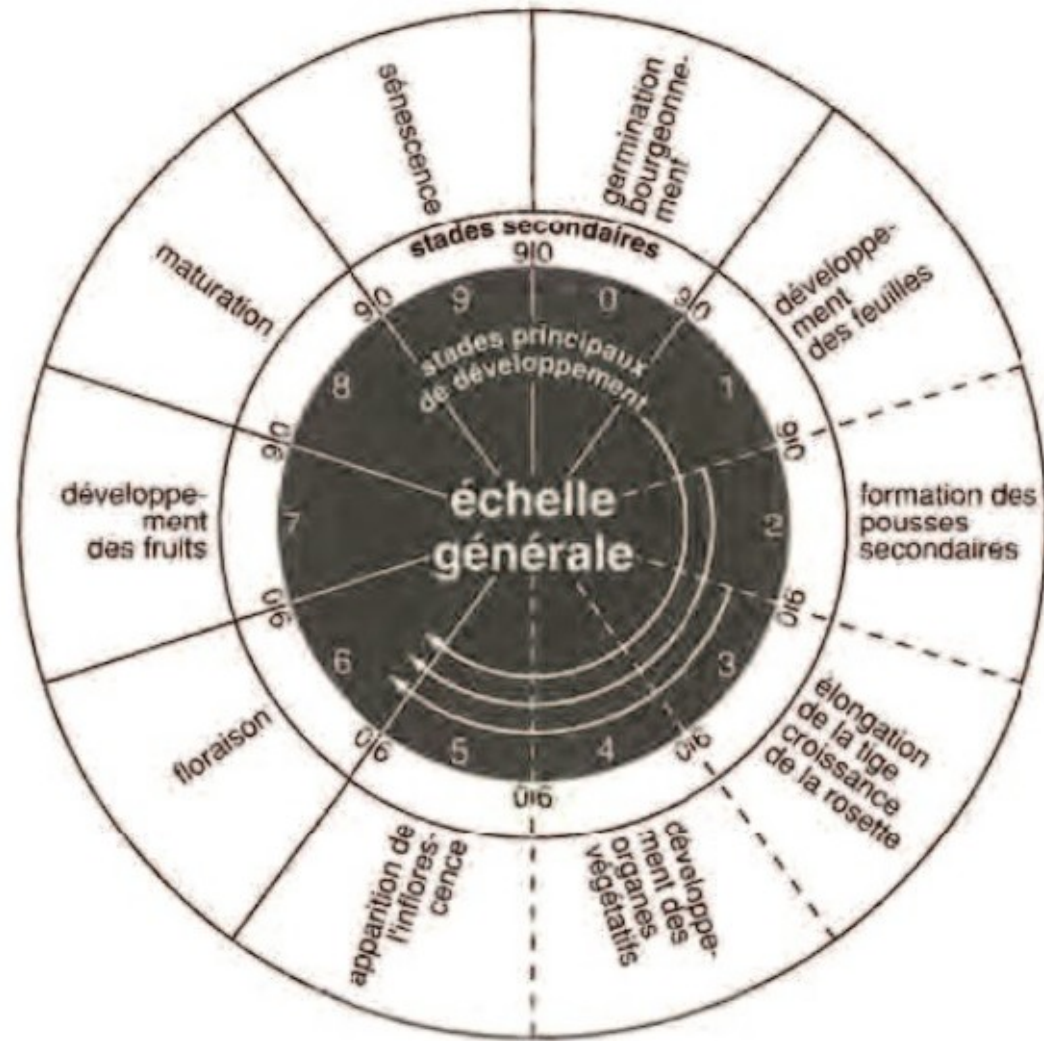 germination
bourgeonne-
ment
développe-
ment
des feuilles
formation des
pousses
secondaires
élongation
de la tige
croissance
de la rosette
développe-
ment des
organes
végétatifs
apparition de
l'inflores-
cence
floraison
développe-
ment
des fruits
maturation
sénescence
stades secondaires
9 0
9 0
9 0
0 9
0 9
0 9
0 9
0 9
9 0
9 0
0
1
2
3
4
5
6
7
8
9
stades principaux
de développement
échelle
générale